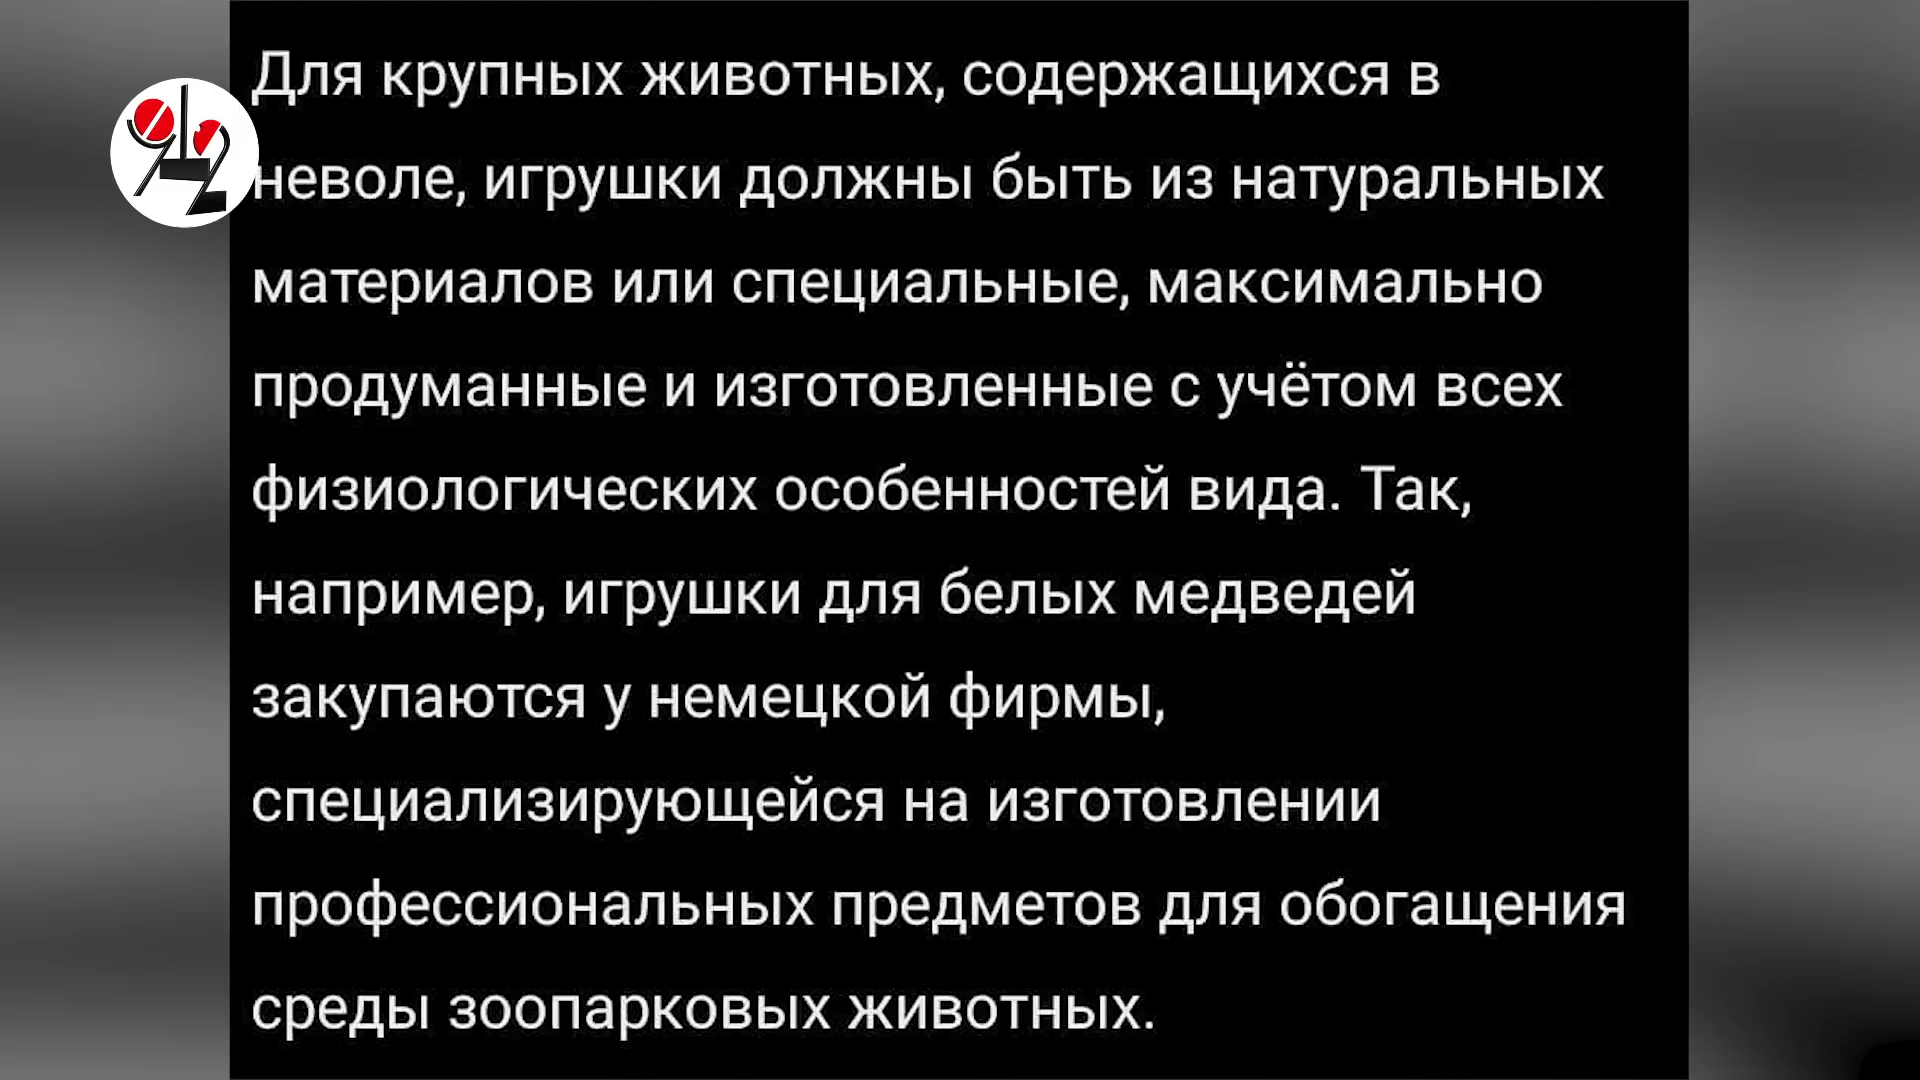 Для крупных животных, содержащихся в
неволе, игрушки должны быть из натуральных
материалов или специальные, максимально
продуманные и изготовленные с учётом всех
физиологических особенностей вида. Так,
например, игрушки для белых медведей
закупаются у немецкой фирмы,
специализирующейся на изготовлении
профессиональных предметов для обогащения
среды зоопарковых животных.